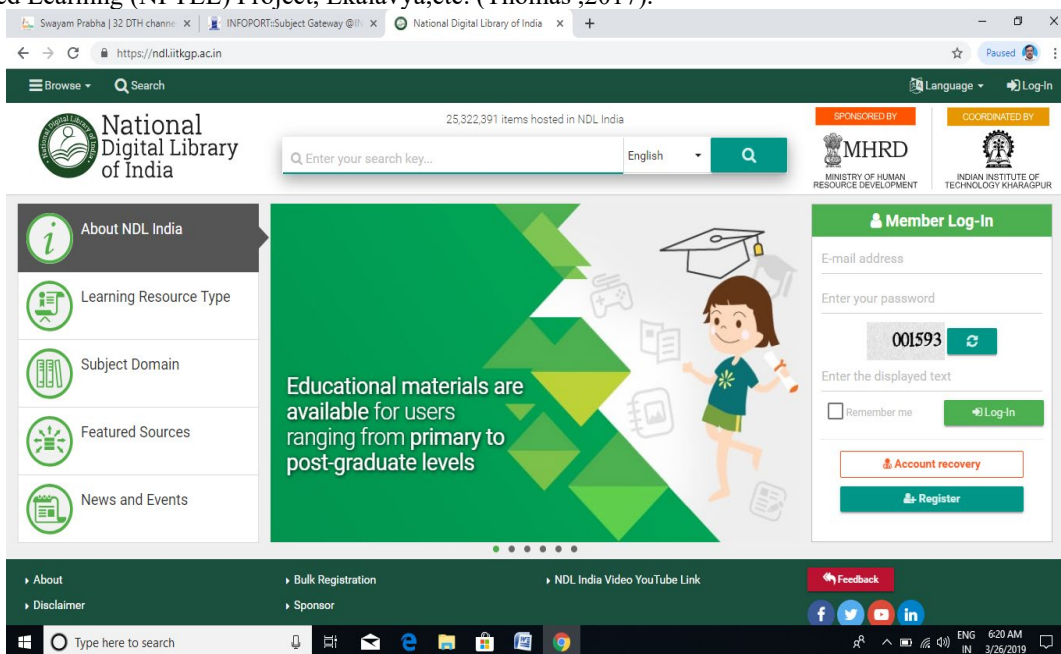 ed Learning (NPTEL) Project, Ekalavya,etc. (Thomas ,2017).
Swayam Prabha | 32 DTH channe
INFOPORT::Subject Gateway @IN
National Digital Library of India
https://ndl.iitkgp.ac.in
Paused
Browse
Search
Language
Log-In
National
Digital Library
of India
25,322,391 items hosted in NDL India
Enter your search key...
English
SPONSORED BY
MHRD
MINISTRY OF HUMAN
RESOURCE DEVELOPMENT
COORDINATED BY
INDIAN INSTITUTE OF
TECHNOLOGY KHARAGPUR
About NDL India
Learning Resource Type
Subject Domain
Featured Sources
News and Events
Educational materials are
available for users
ranging from primary to
post-graduate levels
Member Log-In
E-mail address
Enter your password
001593
Enter the displayed text
Remember me
Log-In
Account recovery
Register
About
Bulk Registration
NDL India Video YouTube Link
Feedback
Disclaimer
Sponsor
Type here to search
ENG
IN
6:20 AM
3/26/2019